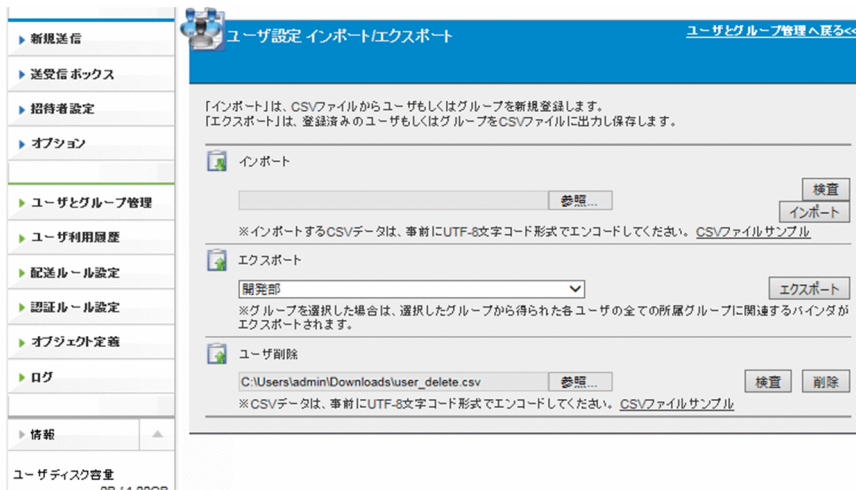 新規送信
送受信ボックス
招待者設定
オプション
ユーザとグループ管理
ユーザ利用履歴
配送ルール設定
認証ルール設定
オブジェクト定義
ログ
情報
ユーザディスク容量
ユーザ設定 インポート/エクスポート
ユーザとグループ管理へ戻る<<
「インポート」は、CSVファイルからユーザもしくはグループを新規登録します。
「エクスポート」は、登録済みのユーザもしくはグループをCSVファイルに出力し保存します。
インポート
参照...
検査
インポート
※インポートするCSVデータは、事前にUTF-8文字コード形式でエンコードしてください。 CSVファイルサンプル
エクスポート
開発部
エクスポート
※グループを選択した場合は、選択したグループから得られた各ユーザの全ての所属グループに関連するバインダが
エクスポートされます。
ユーザ削除
C:\Users\admin\Downloads\user_delete.csv
参照...
検査
削除
※CSVデータは、事前にUTF-8文字コード形式でエンコードしてください。 CSVファイルサンプル